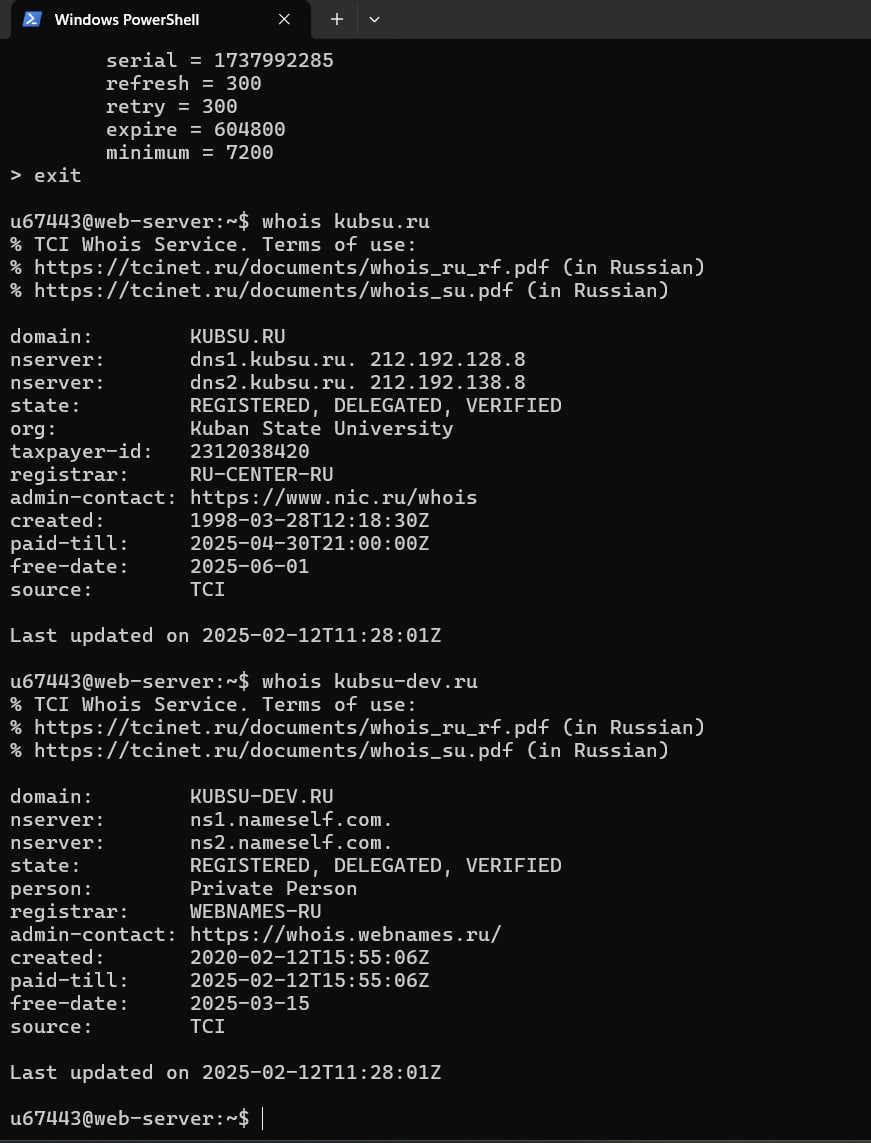 Windows PowerShell
serial = 1737992285
refresh = 300
retry = 300
expire = 604800
minimum = 7200
> exit
u67443@web-server:~$ whois kubsu.ru
% TCI Whois Service. Terms of use:
% https://tcinet.ru/documents/whois_ru_rf.pdf (in Russian)
% https://tcinet.ru/documents/whois_su.pdf (in Russian)
domain: KUBSU.RU
nserver: dns1.kubsu.ru. 212.192.128.8
nserver: dns2.kubsu.ru. 212.192.138.8
state: REGISTERED, DELEGATED, VERIFIED
org: Kuban State University
taxpayer-id: 2312038420
registrar: RU-CENTER-RU
admin-contact: https://www.nic.ru/whois
created: 1998-03-28T12:18:30Z
paid-till: 2025-04-30T21:00:00Z
free-date: 2025-06-01
source: TCI
Last updated on 2025-02-12T11:28:01Z
u67443@web-server:~$ whois kubsu-dev.ru
% TCI Whois Service. Terms of use:
% https://tcinet.ru/documents/whois_ru_rf.pdf (in Russian)
% https://tcinet.ru/documents/whois_su.pdf (in Russian)
domain: KUBSU-DEV.RU
nserver: ns1.nameself.com.
nserver: ns2.nameself.com.
state: REGISTERED, DELEGATED, VERIFIED
person: Private Person
registrar: WEBNAMES-RU
admin-contact: https://whois.webnames.ru/
created: 2020-02-12T15:55:06Z
paid-till: 2025-02-12T15:55:06Z
free-date: 2025-03-15
source: TCI
Last updated on 2025-02-12T11:28:01Z
u67443@web-server:~$